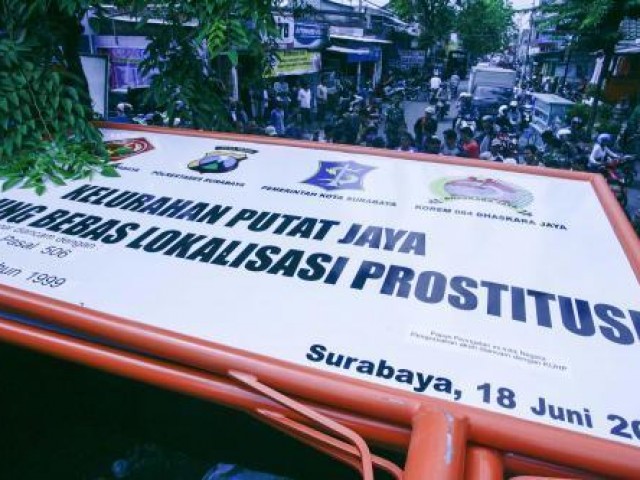 POLRESTABES SURABAYA
PEMERINTAH KOTA SURABAYA
KOREM 084 BHASKARA JAYA
KELURAHAN PUTAT JAYA
BEBAS LOKALISASI PROSTITUSI
dengan
Pasal 506
1999
Surabaya, 18 Juni